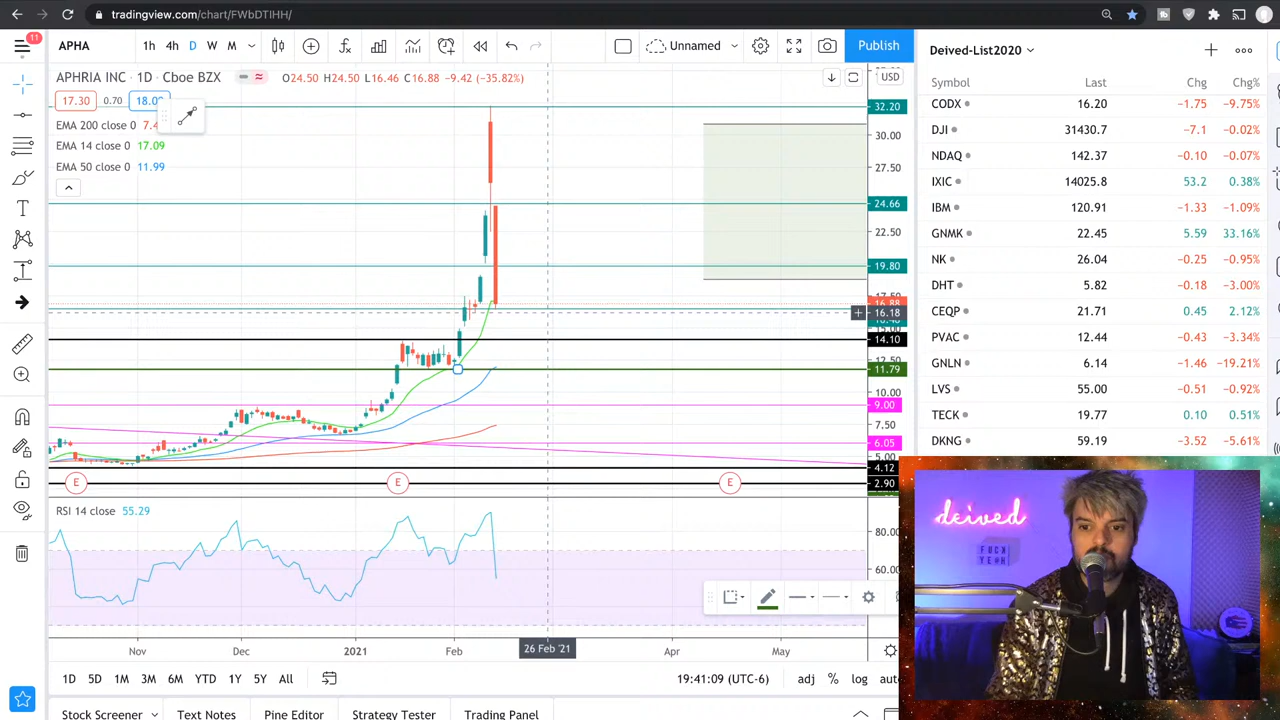 tradingview.com/chart/FWbDTIHH/
11
APHA
1h 4h D W M
Unnamed
Publish
APHRIA INC · 1D · Cboe BZX
O24.50 H24.50 L16.46 C16.88 −9.42 (−35.82%)
17.30 0.70
EMA 200 close 0
EMA 14 close 0 17.09
EMA 50 close 0 11.99
USD
32.20
30.00
27.50
24.66
22.50
19.80
17.50
16.88
16.18
14.10
12.50
11.79
10.00
9.00
7.50
6.05
5.00
4.12
2.90
E E E
RSI 14 close 55.29
80.00
60.00
Nov Dec 2021 Feb 26 Feb '21 Apr May
1D 5D 1M 3M 6M YTD 1Y 5Y All
19:41:09 (UTC-6) adj % log
Stock Screener Text Notes Pine Editor Strategy Tester Trading Panel
Deived-List2020
Symbol Last Chg Chg%
CODX 16.20 −1.75 −9.75%
DJI 31430.7 −7.1 −0.02%
NDAQ 142.37 −0.10 −0.07%
IXIC 14025.8 53.2 0.38%
IBM 120.91 −1.33 −1.09%
GNMK 22.45 5.59 33.16%
NK 26.04 −0.25 −0.95%
DHT 5.82 −0.18 −3.00%
CEQP 21.71 0.45 2.12%
PVAC 12.44 −0.43 −3.34%
GNLN 6.14 −1.46 −19.21%
LVS 55.00 −0.51 −0.92%
TECK 19.77 0.10 0.51%
DKNG 59.19 −3.52 −5.61%
deived
FUCK
YEH